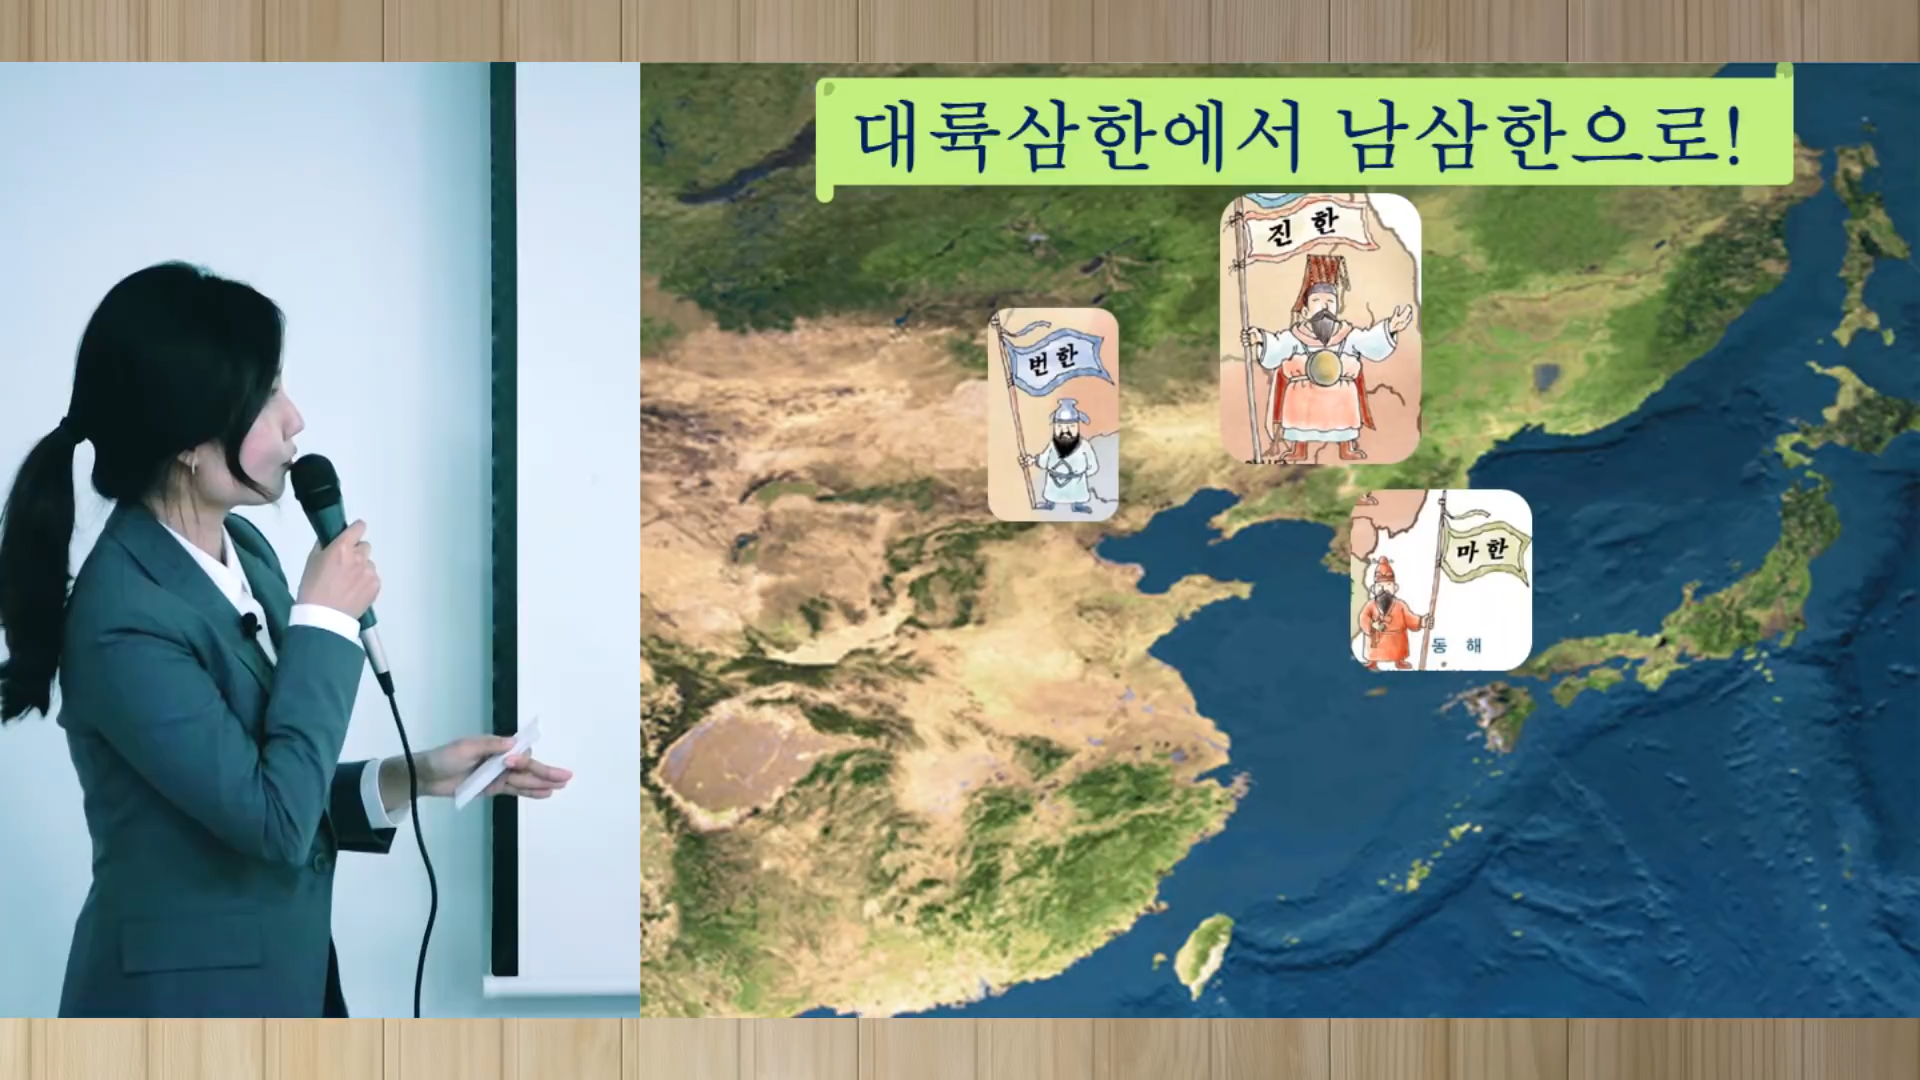 대륙삼한에서 남삼한으로!
진 한
번 한
마 한
동 해